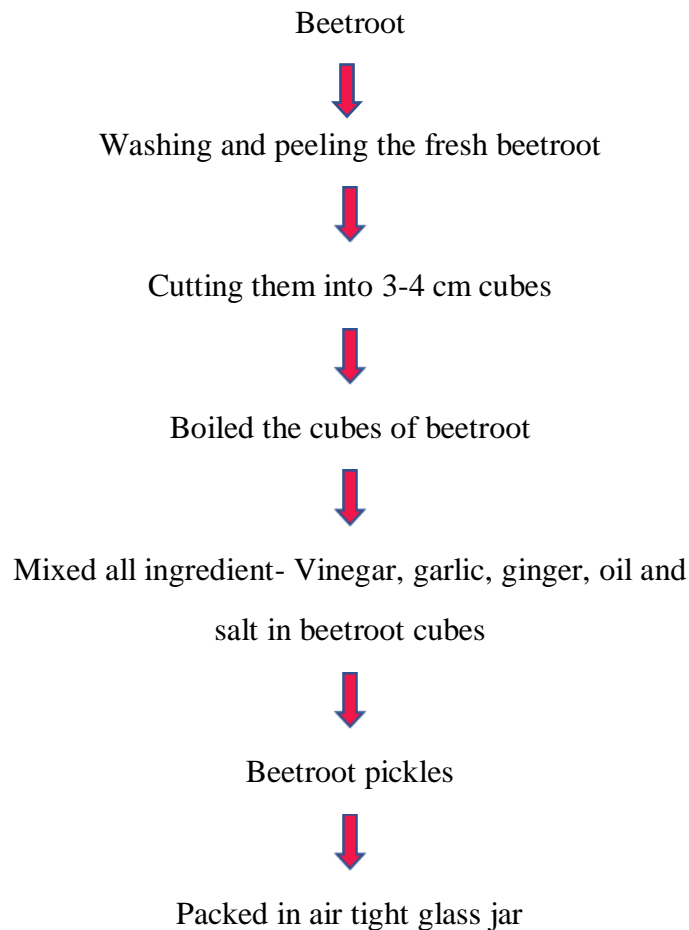 Beetroot
Washing and peeling the fresh beetroot
Cutting them into 3-4 cm cubes
Boiled the cubes of beetroot
Mixed all ingredient- Vinegar, garlic, ginger, oil and
salt in beetroot cubes
Beetroot pickles
Packed in air tight glass jar